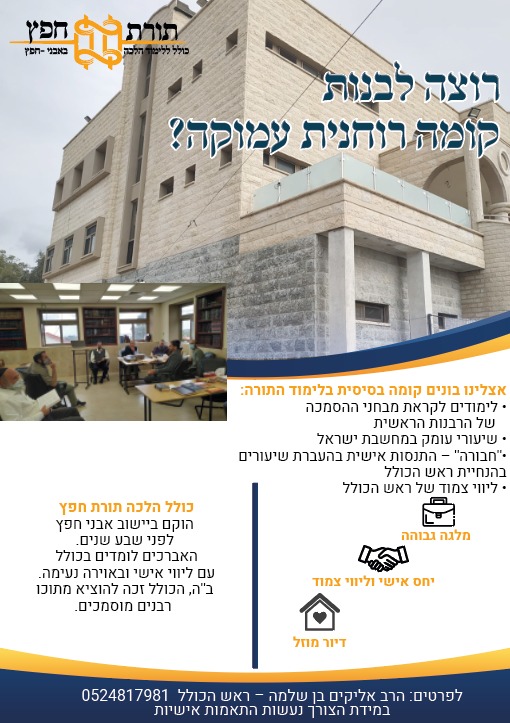 תורת חפץ
כולל ללימוד הלכה באבני -חפץ
רוצה לבנות
קומה רוחנית עמוקה?
אצלינו בונים קומה בסיסית בלימוד התורה:
• לימודים לקראת מבחני ההסמכה
של הרבנות הראשית
• שיעורי עומק במחשבת ישראל
•"חבורה" – התנסות אישית בהעברת שיעורים
בהנחיית ראש הכולל
• ליווי צמוד של ראש הכולל
מלגה גבוהה
יחס אישי וליווי צמוד
דיור מוזל
כולל הלכה תורת חפץ
הוקם ביישוב אבני חפץ
לפני שבע שנים.
האברכים לומדים בכולל
עם ליווי אישי ובאוירה נעימה.
ב"ה, הכולל זכה להוציא מתוכו
רבנים מוסמכים.
לפרטים: הרב אליקים בן שלמה – ראש הכולל 0524817981
במידת הצורך נעשות התאמות אישיות